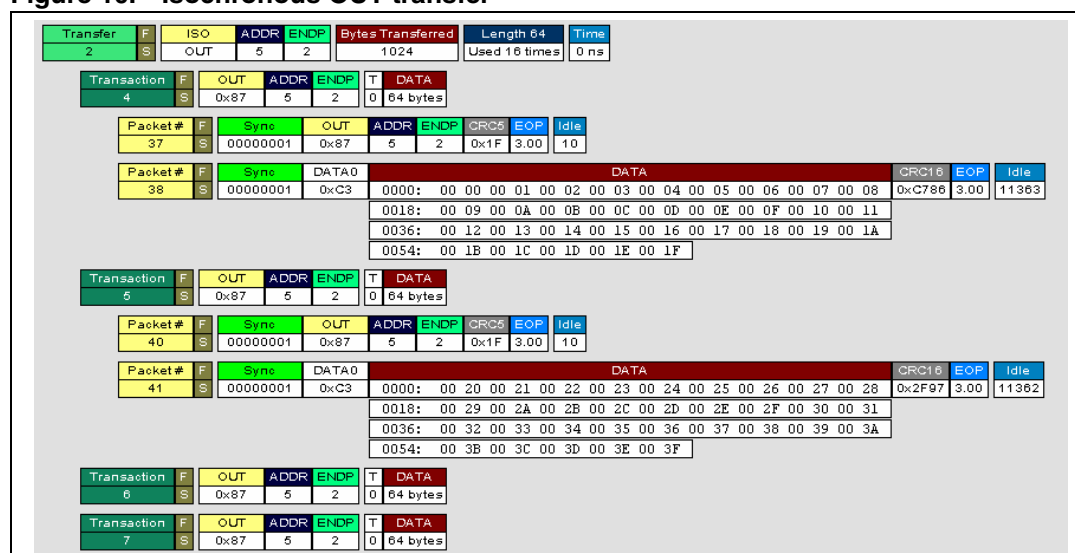 Transfer F ISO ADDR ENDP Bytes Transferred Length 64 Time
2 S OUT 5 2 1024 Used 16 times 0 ns
Transaction F OUT ADDR ENDP T DATA
4 S 0x87 5 2 0 64 bytes
Packet# F Sync OUT ADDR ENDP CRC5 EOP Idle
37 S 00000001 0x87 5 2 0x1F 3.00 10
Packet# F Sync DATA0 DATA CRC16 EOP Idle
38 S 00000001 0xC3 0000: 00 00 00 01 00 02 00 03 00 04 00 05 00 06 00 07 00 08 0xC786 3.00 11363
0018: 00 09 00 0A 00 0B 00 0C 00 0D 00 0E 00 0F 00 10 00 11
0036: 00 12 00 13 00 14 00 15 00 16 00 17 00 18 00 19 00 1A
0054: 00 1B 00 1C 00 1D 00 1E 00 1F
Transaction F OUT ADDR ENDP T DATA
5 S 0x87 5 2 0 64 bytes
Packet# F Sync OUT ADDR ENDP CRC5 EOP Idle
40 S 00000001 0x87 5 2 0x1F 3.00 10
Packet# F Sync DATA0 DATA CRC16 EOP Idle
41 S 00000001 0xC3 0000: 00 20 00 21 00 22 00 23 00 24 00 25 00 26 00 27 00 28 0x2F97 3.00 11362
0018: 00 29 00 2A 00 2B 00 2C 00 2D 00 2E 00 2F 00 30 00 31
0036: 00 32 00 33 00 34 00 35 00 36 00 37 00 38 00 39 00 3A
0054: 00 3B 00 3C 00 3D 00 3E 00 3F
Transaction F OUT ADDR ENDP T DATA
6 S 0x87 5 2 0 64 bytes
Transaction F OUT ADDR ENDP T DATA
7 S 0x87 5 2 0 64 bytes